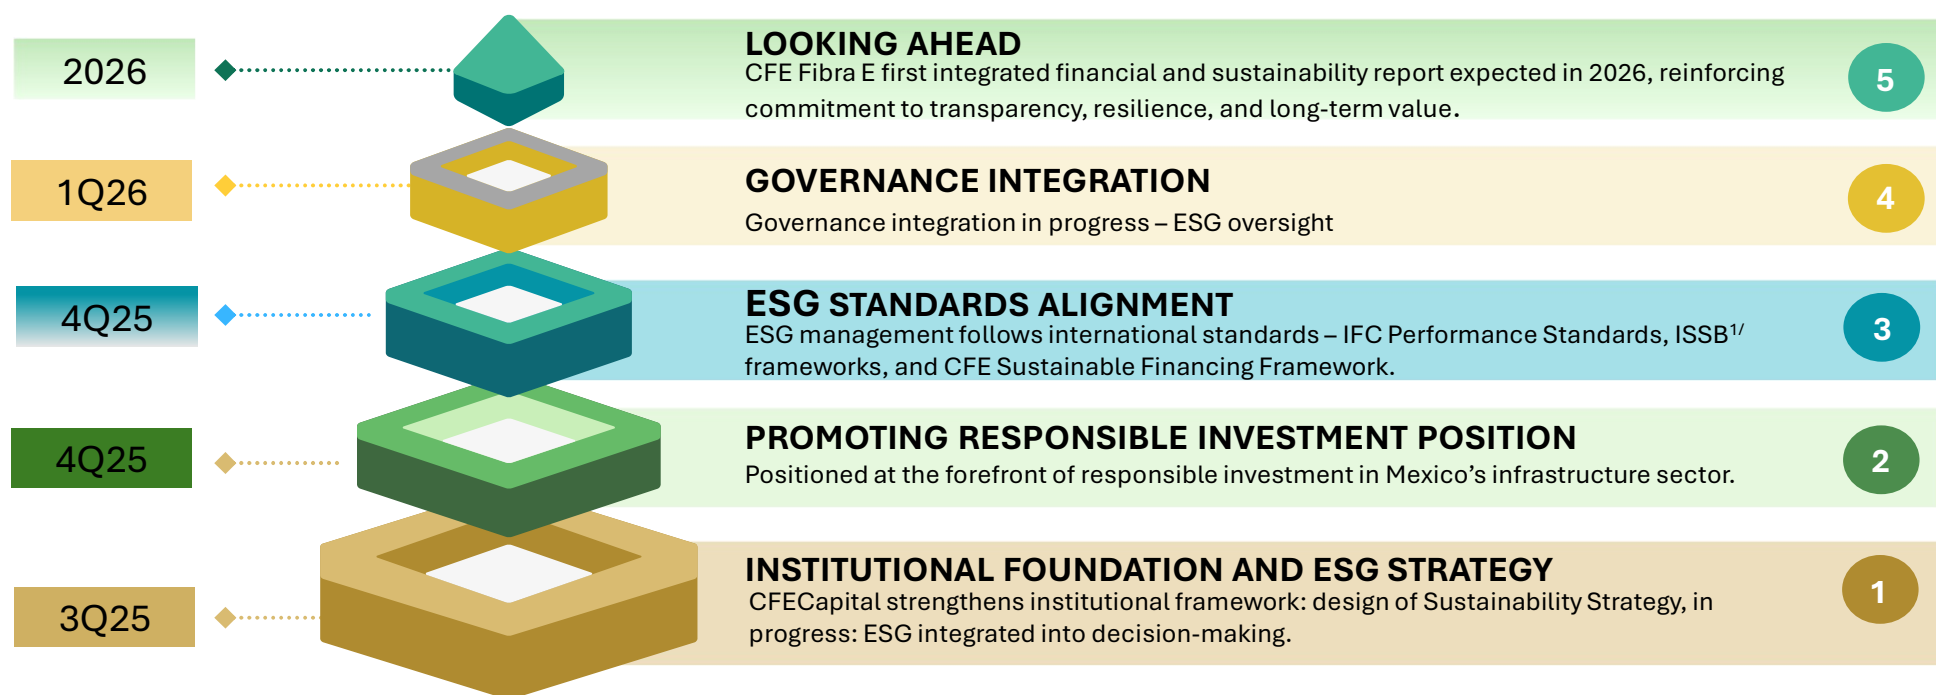 2026
LOOKING AHEAD
CFE Fibra E first integrated financial and sustainability report expected in 2026, reinforcing
commitment to transparency, resilience, and long-term value.
5
1Q26
GOVERNANCE INTEGRATION
Governance integration in progress – ESG oversight
4
4Q25
ESG STANDARDS ALIGNMENT
ESG management follows international standards – IFC Performance Standards, ISSB¹/
frameworks, and CFE Sustainable Financing Framework.
3
4Q25
PROMOTING RESPONSIBLE INVESTMENT POSITION
Positioned at the forefront of responsible investment in Mexico’s infrastructure sector.
2
3Q25
INSTITUTIONAL FOUNDATION AND ESG STRATEGY
CFECapital strengthens institutional framework: design of Sustainability Strategy, in
progress: ESG integrated into decision-making.
1